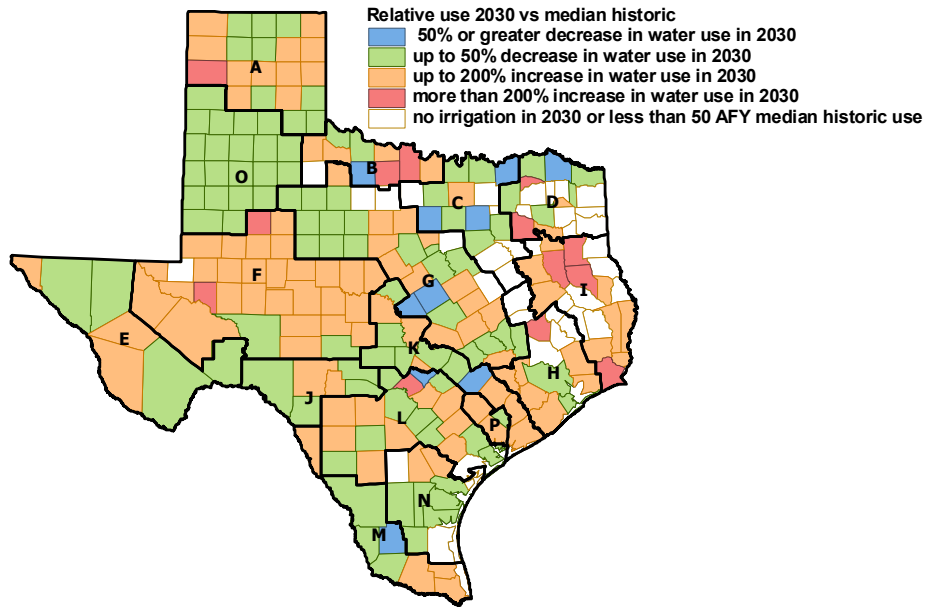 Relative use 2030 vs median historic
50% or greater decrease in water use in 2030
up to 50% decrease in water use in 2030
up to 200% increase in water use in 2030
more than 200% increase in water use in 2030
no irrigation in 2030 or less than 50 AFY median historic use
A
B
O
C
D
F
G
I
E
K
H
J
L
P
N
M